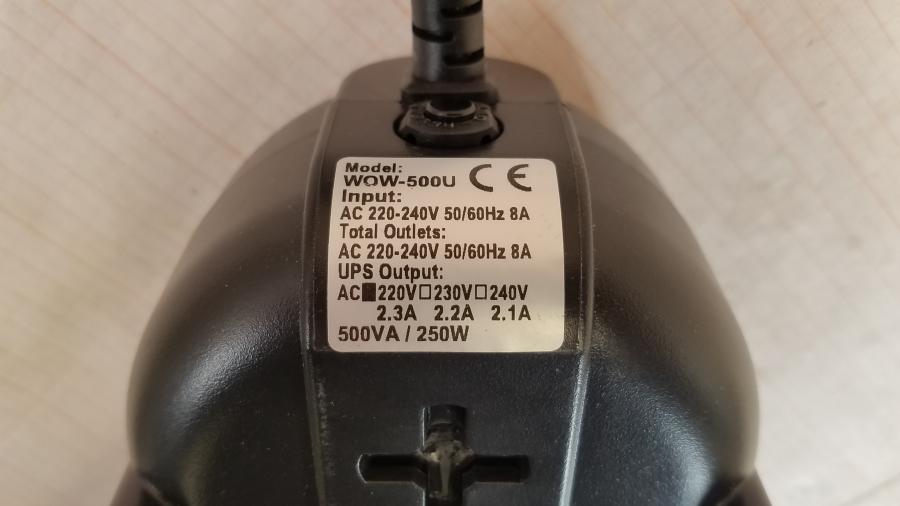 Model:
WOW-500U CE
Input:
AC 220-240V 50/60Hz 8A
Total Outlets:
AC 220-240V 50/60Hz 8A
UPS Output:
AC■220V□230V□240V
2.3A 2.2A 2.1A
500VA / 250W